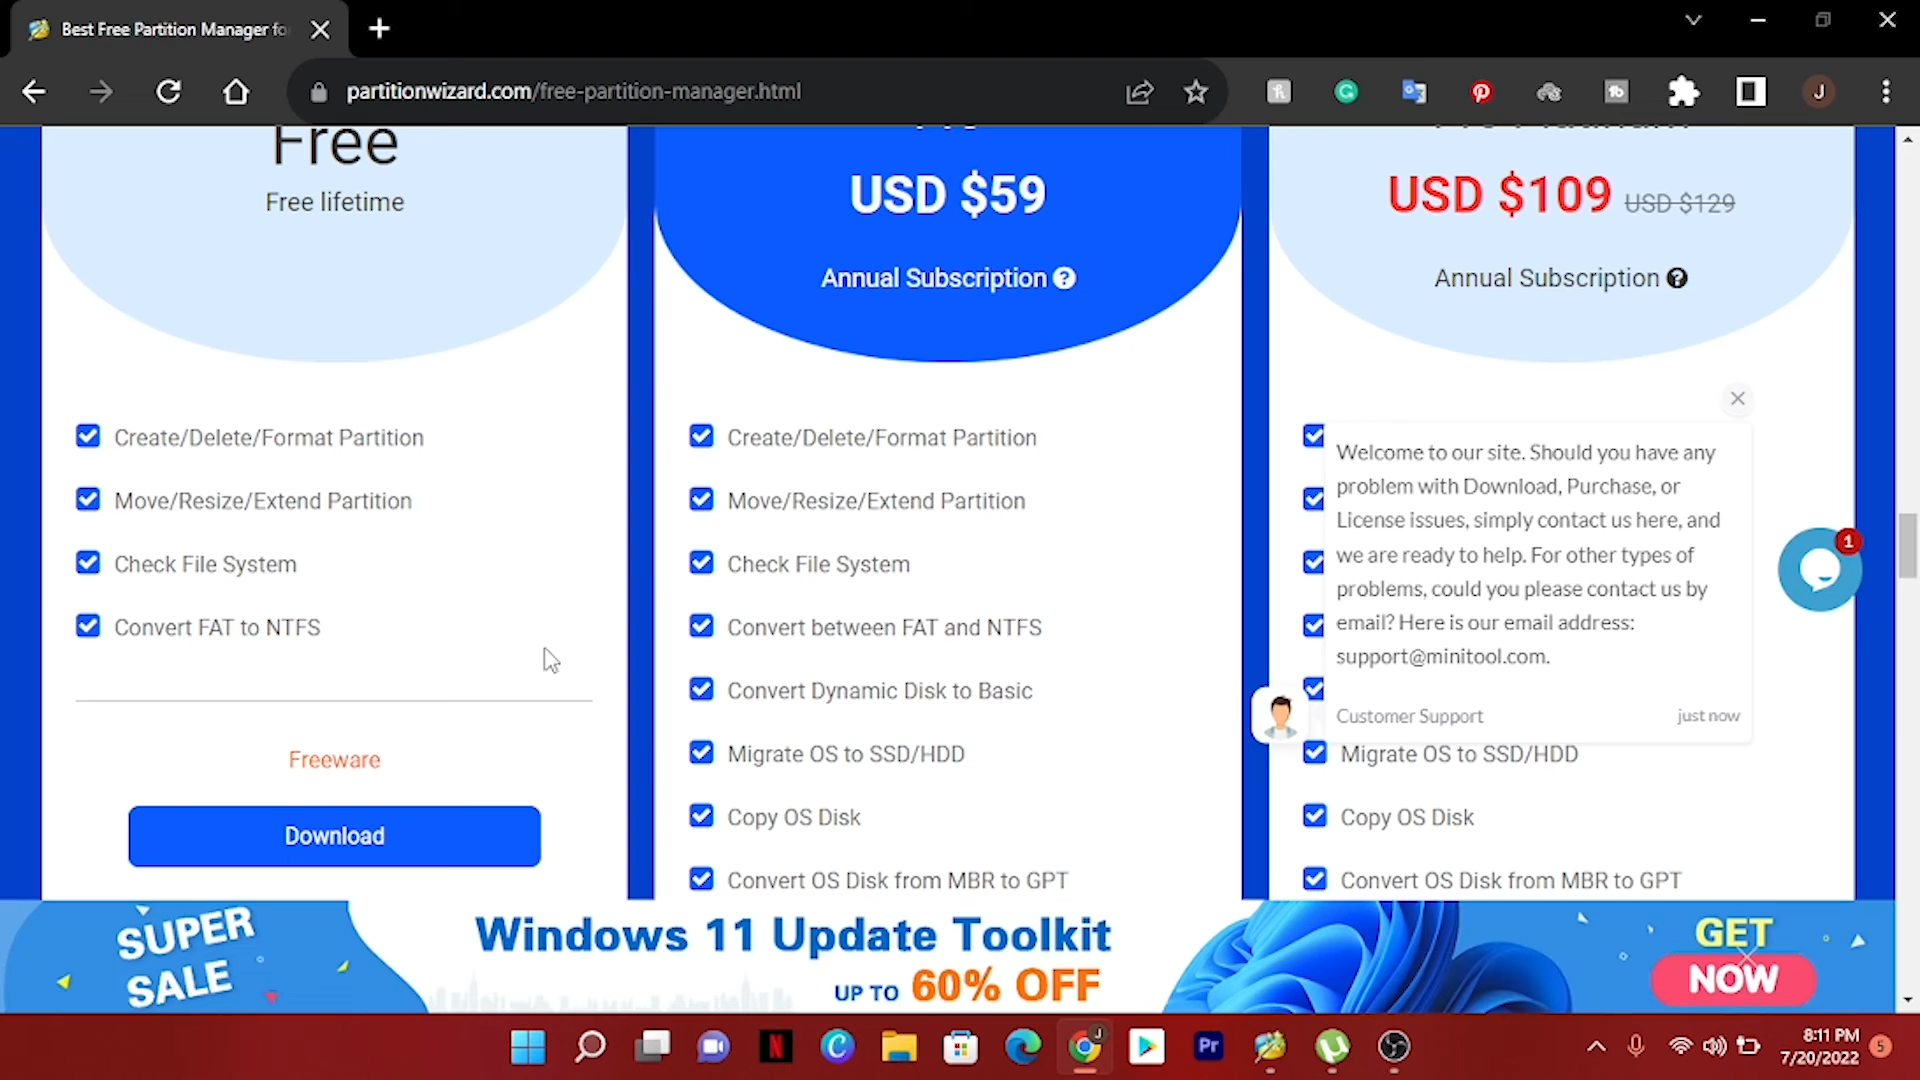 Best Free Partition Manager fo
partitionwizard.com/free-partition-manager.html
J
Free
Free lifetime
Create/Delete/Format Partition
Move/Resize/Extend Partition
Check File System
Convert FAT to NTFS
Freeware
Download
USD $59
Annual Subscription ?
Create/Delete/Format Partition
Move/Resize/Extend Partition
Check File System
Convert between FAT and NTFS
Convert Dynamic Disk to Basic
Migrate OS to SSD/HDD
Copy OS Disk
Convert OS Disk from MBR to GPT
USD $109 USD $129
Annual Subscription ?
Welcome to our site. Should you have any
problem with Download, Purchase, or
License issues, simply contact us here, and
we are ready to help. For other types of
problems, could you please contact us by
email? Here is our email address:
support@minitool.com.
Customer Support just now
1
Migrate OS to SSD/HDD
Copy OS Disk
Convert OS Disk from MBR to GPT
SUPER
SALE
Windows 11 Update Toolkit
UP TO 60% OFF
GET
NOW
N
J
Pr
8:11 PM
7/20/2022
5